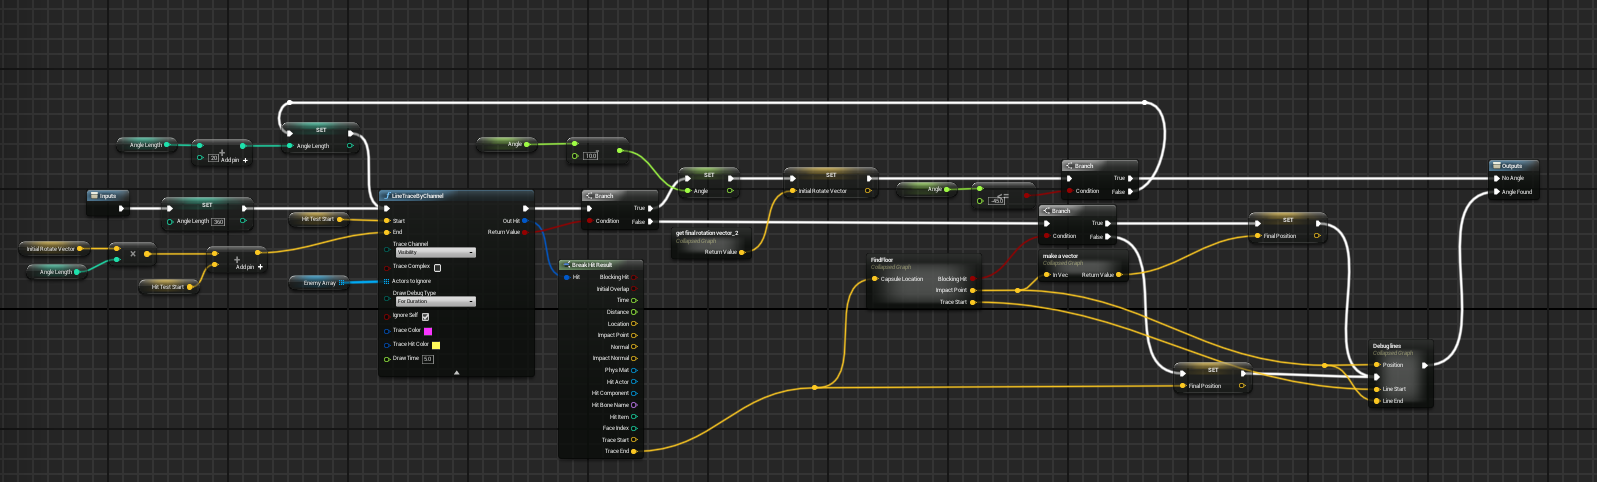 SET
Angle Length
20
Add pin +
Angle Length
Angle
10.0
Inputs
SET
Angle Length 360
Hit Test Start
Initial Rotate Vector
Angle Length
×
+
Add pin +
Hit Test Start
Enemy Array
LineTraceByChannel
Start
Out Hit
End
Return Value
Trace Channel
Visibility
Trace Complex
Actors to Ignore
Draw Debug Type
For Duration
Ignore Self
Trace Color
Trace Hit Color
Draw Time 5.0
Branch
True
Condition
False
Break Hit Result
Hit
Blocking Hit
Initial Overlap
Time
Distance
Location
Impact Point
Normal
Impact Normal
Phys Mat
Hit Actor
Hit Component
Hit Bone Name
Hit Item
Face Index
Trace Start
Trace End
SET
Angle
get final rotation vector_2
Collapsed Graph
Return Value
SET
Initial Rotate Vector
Angle
-45.0
Branch
True
Condition
False
FindFloor
Collapsed Graph
Capsule Location
Blocking Hit
Impact Point
Trace Start
Branch
True
Condition
False
make a vector
Collapsed Graph
In Vec
Return Value
SET
Final Position
SET
Final Position
Debug lines
Collapsed Graph
Position
Line Start
Line End
Outputs
No Angle
Angle Found